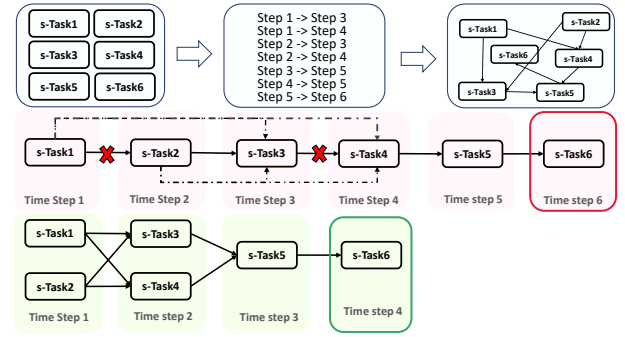 s-Task1 s-Task2
s-Task3 s-Task4
s-Task5 s-Task6
Step 1 -> Step 3
Step 1 -> Step 4
Step 2 -> Step 3
Step 2 -> Step 4
Step 3 -> Step 5
Step 4 -> Step 5
Step 5 -> Step 6
s-Task2
s-Task1
s-Task6
s-Task4
s-Task3
s-Task5
s-Task1 s-Task2 s-Task3 s-Task4 s-Task5 s-Task6
Time Step 1 Time Step 2 Time Step 3 Time Step 4 Time step 5 Time step 6
s-Task1 s-Task3
s-Task5 s-Task6
s-Task2 s-Task4
Time Step 1 Time step 2 Time step 3 Time step 4